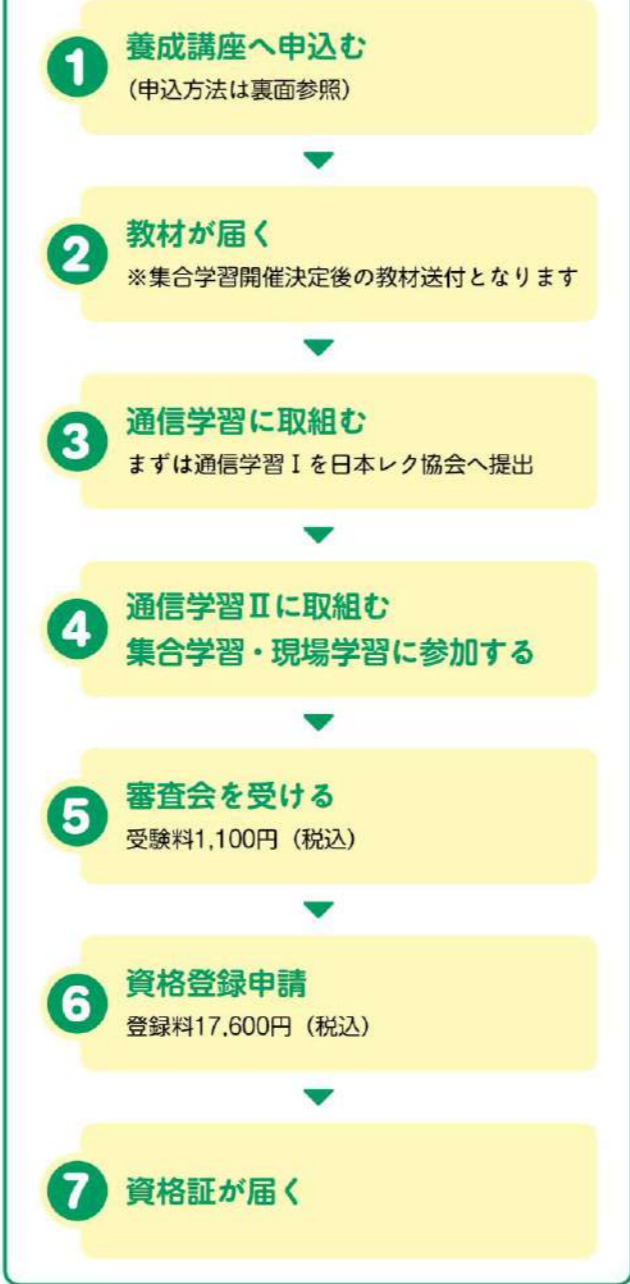 1
養成講座へ申込む
(申込方法は裏面参照)
2
教材が届く
※集合学習開催決定後の教材送付となります
3
通信学習に取組む
まずは通信学習Ⅰを日本レク協会へ提出
4
通信学習Ⅱに取組む
集合学習・現場学習に参加する
5
審査会を受ける
受験料1,100円（税込）
6
資格登録申請
登録料17,600円（税込）
7
資格証が届く